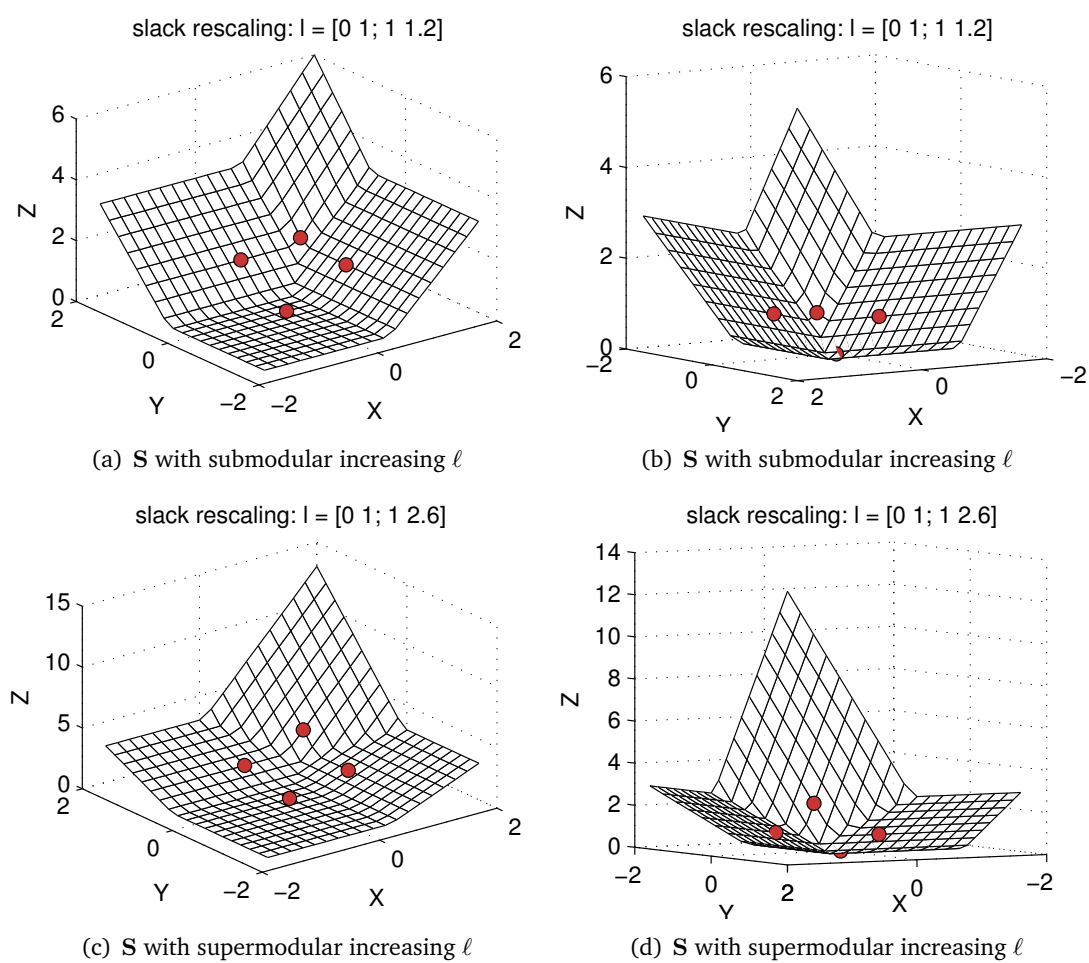 slack rescaling: l = [0 1; 1 1.2]
6
4
2
0
2
0
−2
−2
0
2
Z
Y
X
(a) S with submodular increasing ℓ
slack rescaling: l = [0 1; 1 1.2]
6
4
2
0
−2
0
2
2
0
−2
Z
Y
X
(b) S with submodular increasing ℓ
slack rescaling: l = [0 1; 1 2.6]
15
10
5
0
2
0
−2
−2
0
2
Z
Y
X
(c) S with supermodular increasing ℓ
slack rescaling: l = [0 1; 1 2.6]
14
12
10
8
6
4
2
0
−2
0
2
2
0
−2
Z
Y
X
(d) S with supermodular increasing ℓ